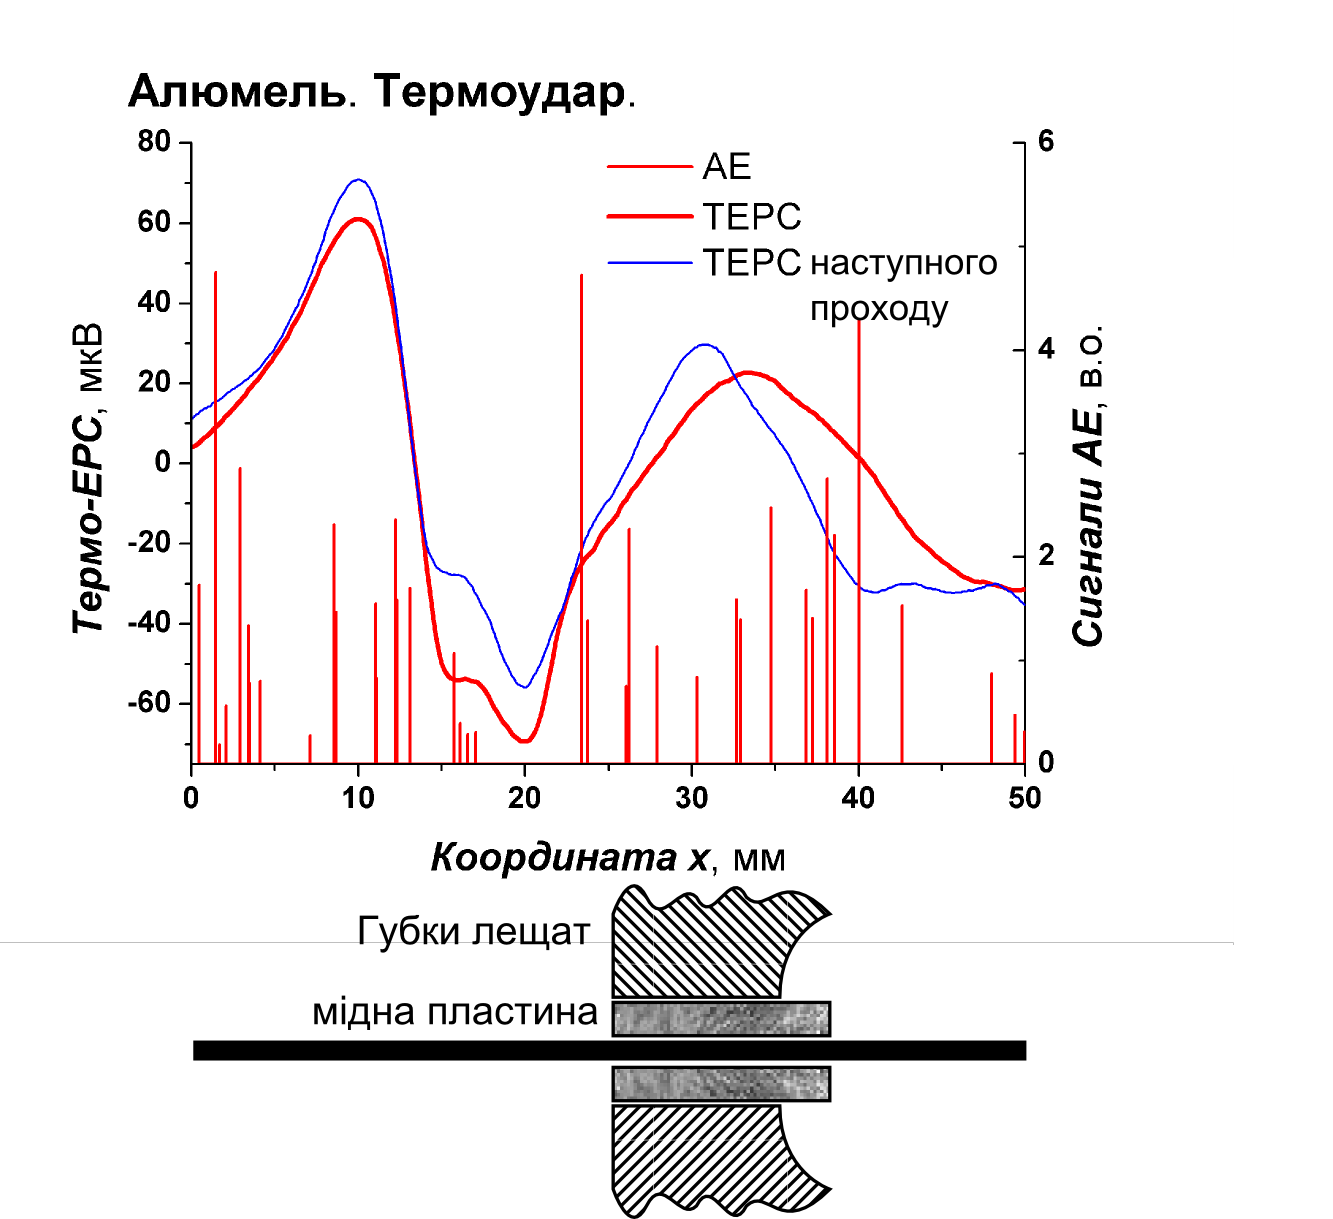 Алюмель. Термоудар.
80
60
40
20
0
-20
-40
-60
Термо-ЕРС, мкВ
АЕ
ТЕРС
ТЕРС наступного
проходу
6
4
2
0
Сигнали АЕ, в.о.
0 10 20 30 40 50
Координата x, мм
Губки лещат
мідна пластина